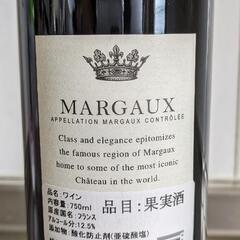 MARGAUX
APPELLATION MARGAUX CONTRÔLÉE
Class and elegance epitomizes
the famous region of Margaux
home to some of the most iconic
Château in the world.
品名:ワイン
内容量:750ml
原産国名:フランス
アルコール分:12.5%
添加物:酸化防止剤(亜硫酸塩)
品目:果実酒